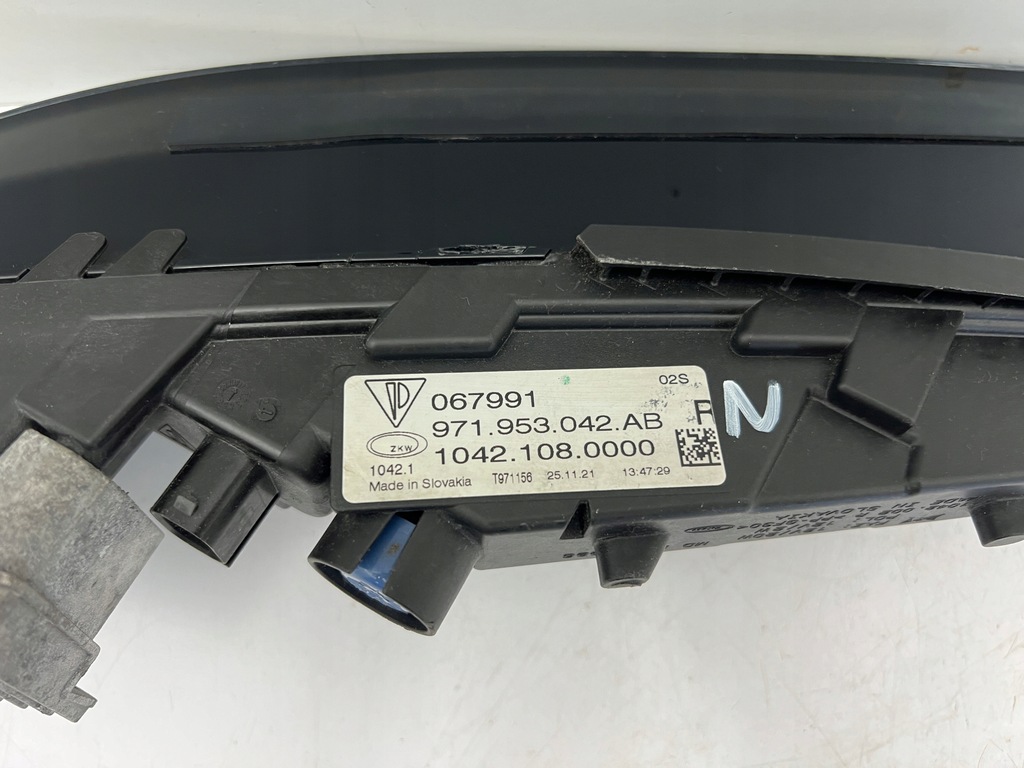 067991
02S
971.953.042.AB
R
ZKW
1042.108.0000
1042.1
Made in Slovakia T971156 25.11.21 13:47:29
N